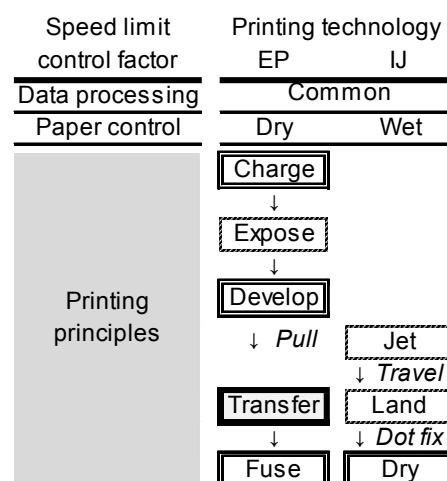 Speed limit Printing technology
control factor EP IJ
Data processing Common
Paper control Dry Wet
Charge
↓
Expose
↓
Develop
Printing
principles
↓ Pull Jet
↓ Travel
Transfer Land
↓ ↓ Dot fix
Fuse Dry